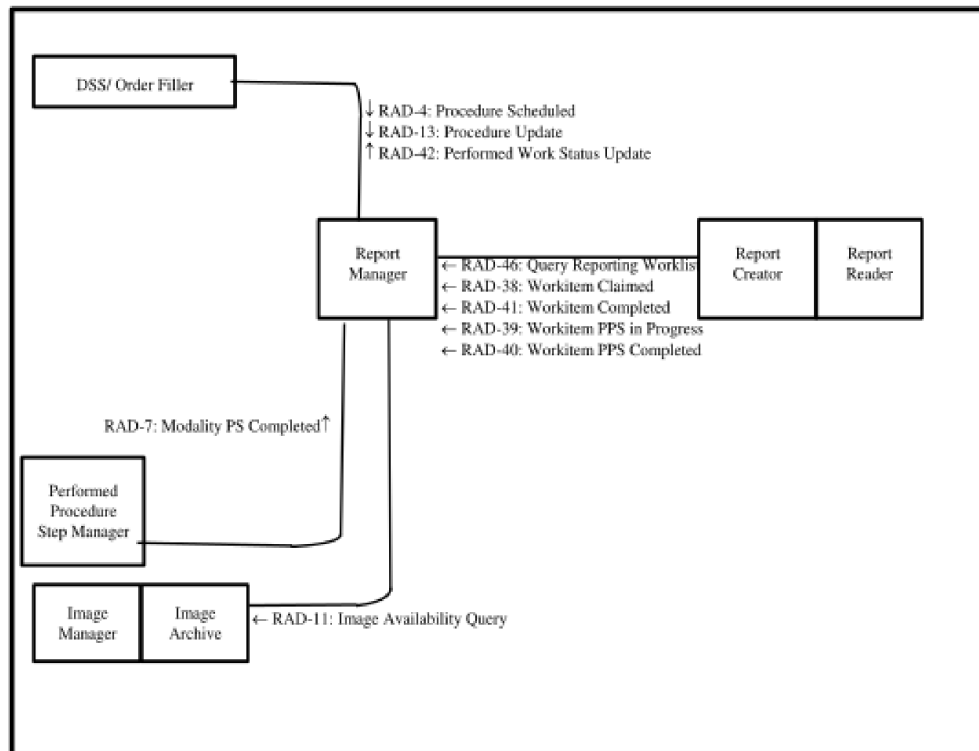 DSS/ Order Filler
↓ RAD-4: Procedure Scheduled
↓ RAD-13: Procedure Update
↑ RAD-42: Performed Work Status Update
Report
Manager
Report
Creator
Report
Reader
← RAD-46: Query Reporting Worklist
← RAD-38: Workitem Claimed
← RAD-41: Workitem Completed
← RAD-39: Workitem PPS in Progress
← RAD-40: Workitem PPS Completed
RAD-7: Modality PS Completed↑
Performed
Procedure
Step Manager
Image
Manager
Image
Archive
← RAD-11: Image Availability Query